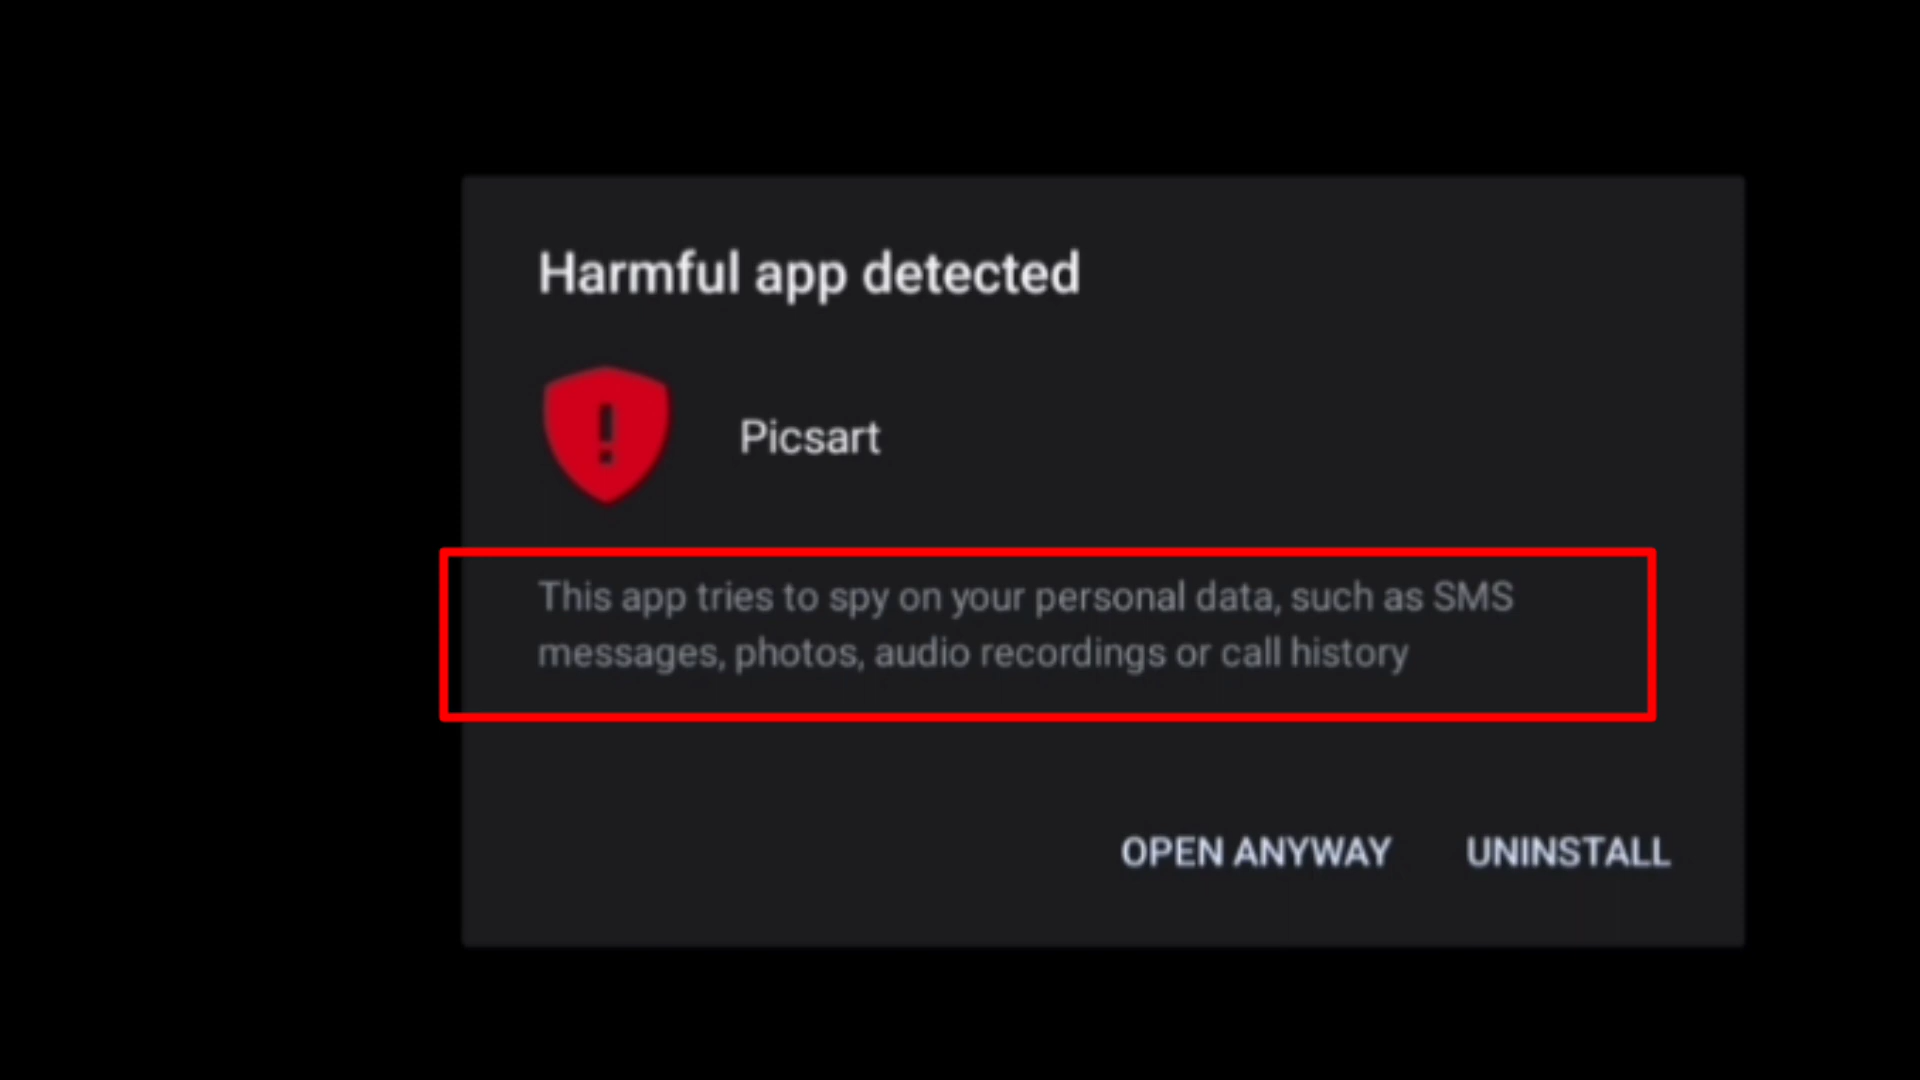 Harmful app detected
Picsart
This app tries to spy on your personal data, such as SMS
messages, photos, audio recordings or call history
OPEN ANYWAY UNINSTALL